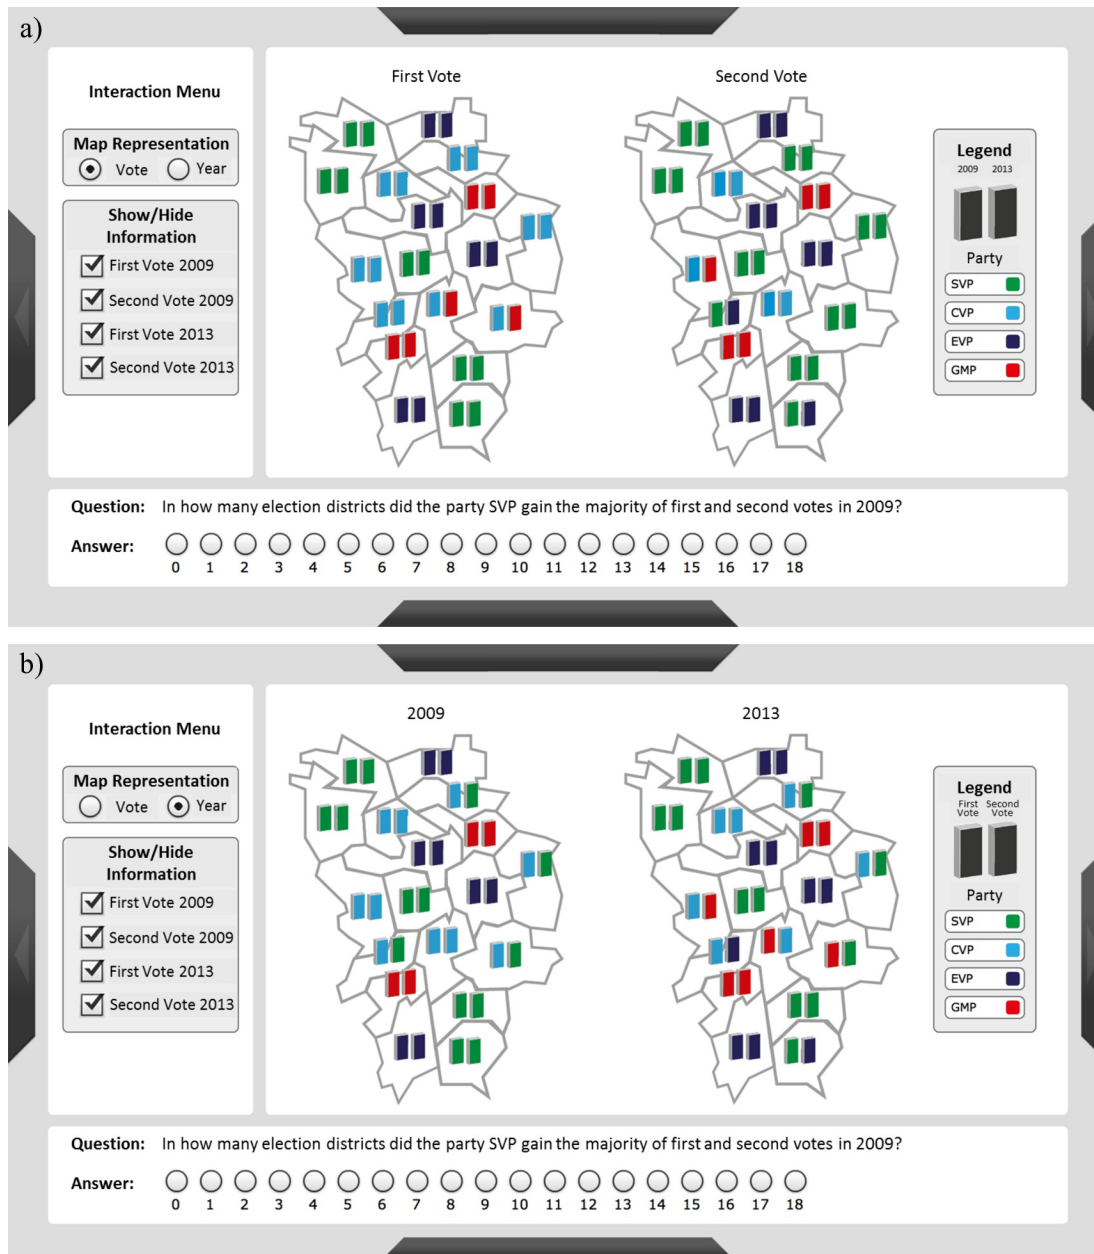 a)
Interaction Menu
Map Representation
Vote Year
Show/Hide
Information
First Vote 2009
Second Vote 2009
First Vote 2013
Second Vote 2013
First Vote Second Vote
Legend
2009 2013
Party
SVP
CVP
EVP
GMP
Question: In how many election districts did the party SVP gain the majority of first and second votes in 2009?
Answer:
0 1 2 3 4 5 6 7 8 9 10 11 12 13 14 15 16 17 18
b)
Interaction Menu
Map Representation
Vote Year
Show/Hide
Information
First Vote 2009
Second Vote 2009
First Vote 2013
Second Vote 2013
2009 2013
Legend
First Second
Vote Vote
Party
SVP
CVP
EVP
GMP
Question: In how many election districts did the party SVP gain the majority of first and second votes in 2009?
Answer:
0 1 2 3 4 5 6 7 8 9 10 11 12 13 14 15 16 17 18